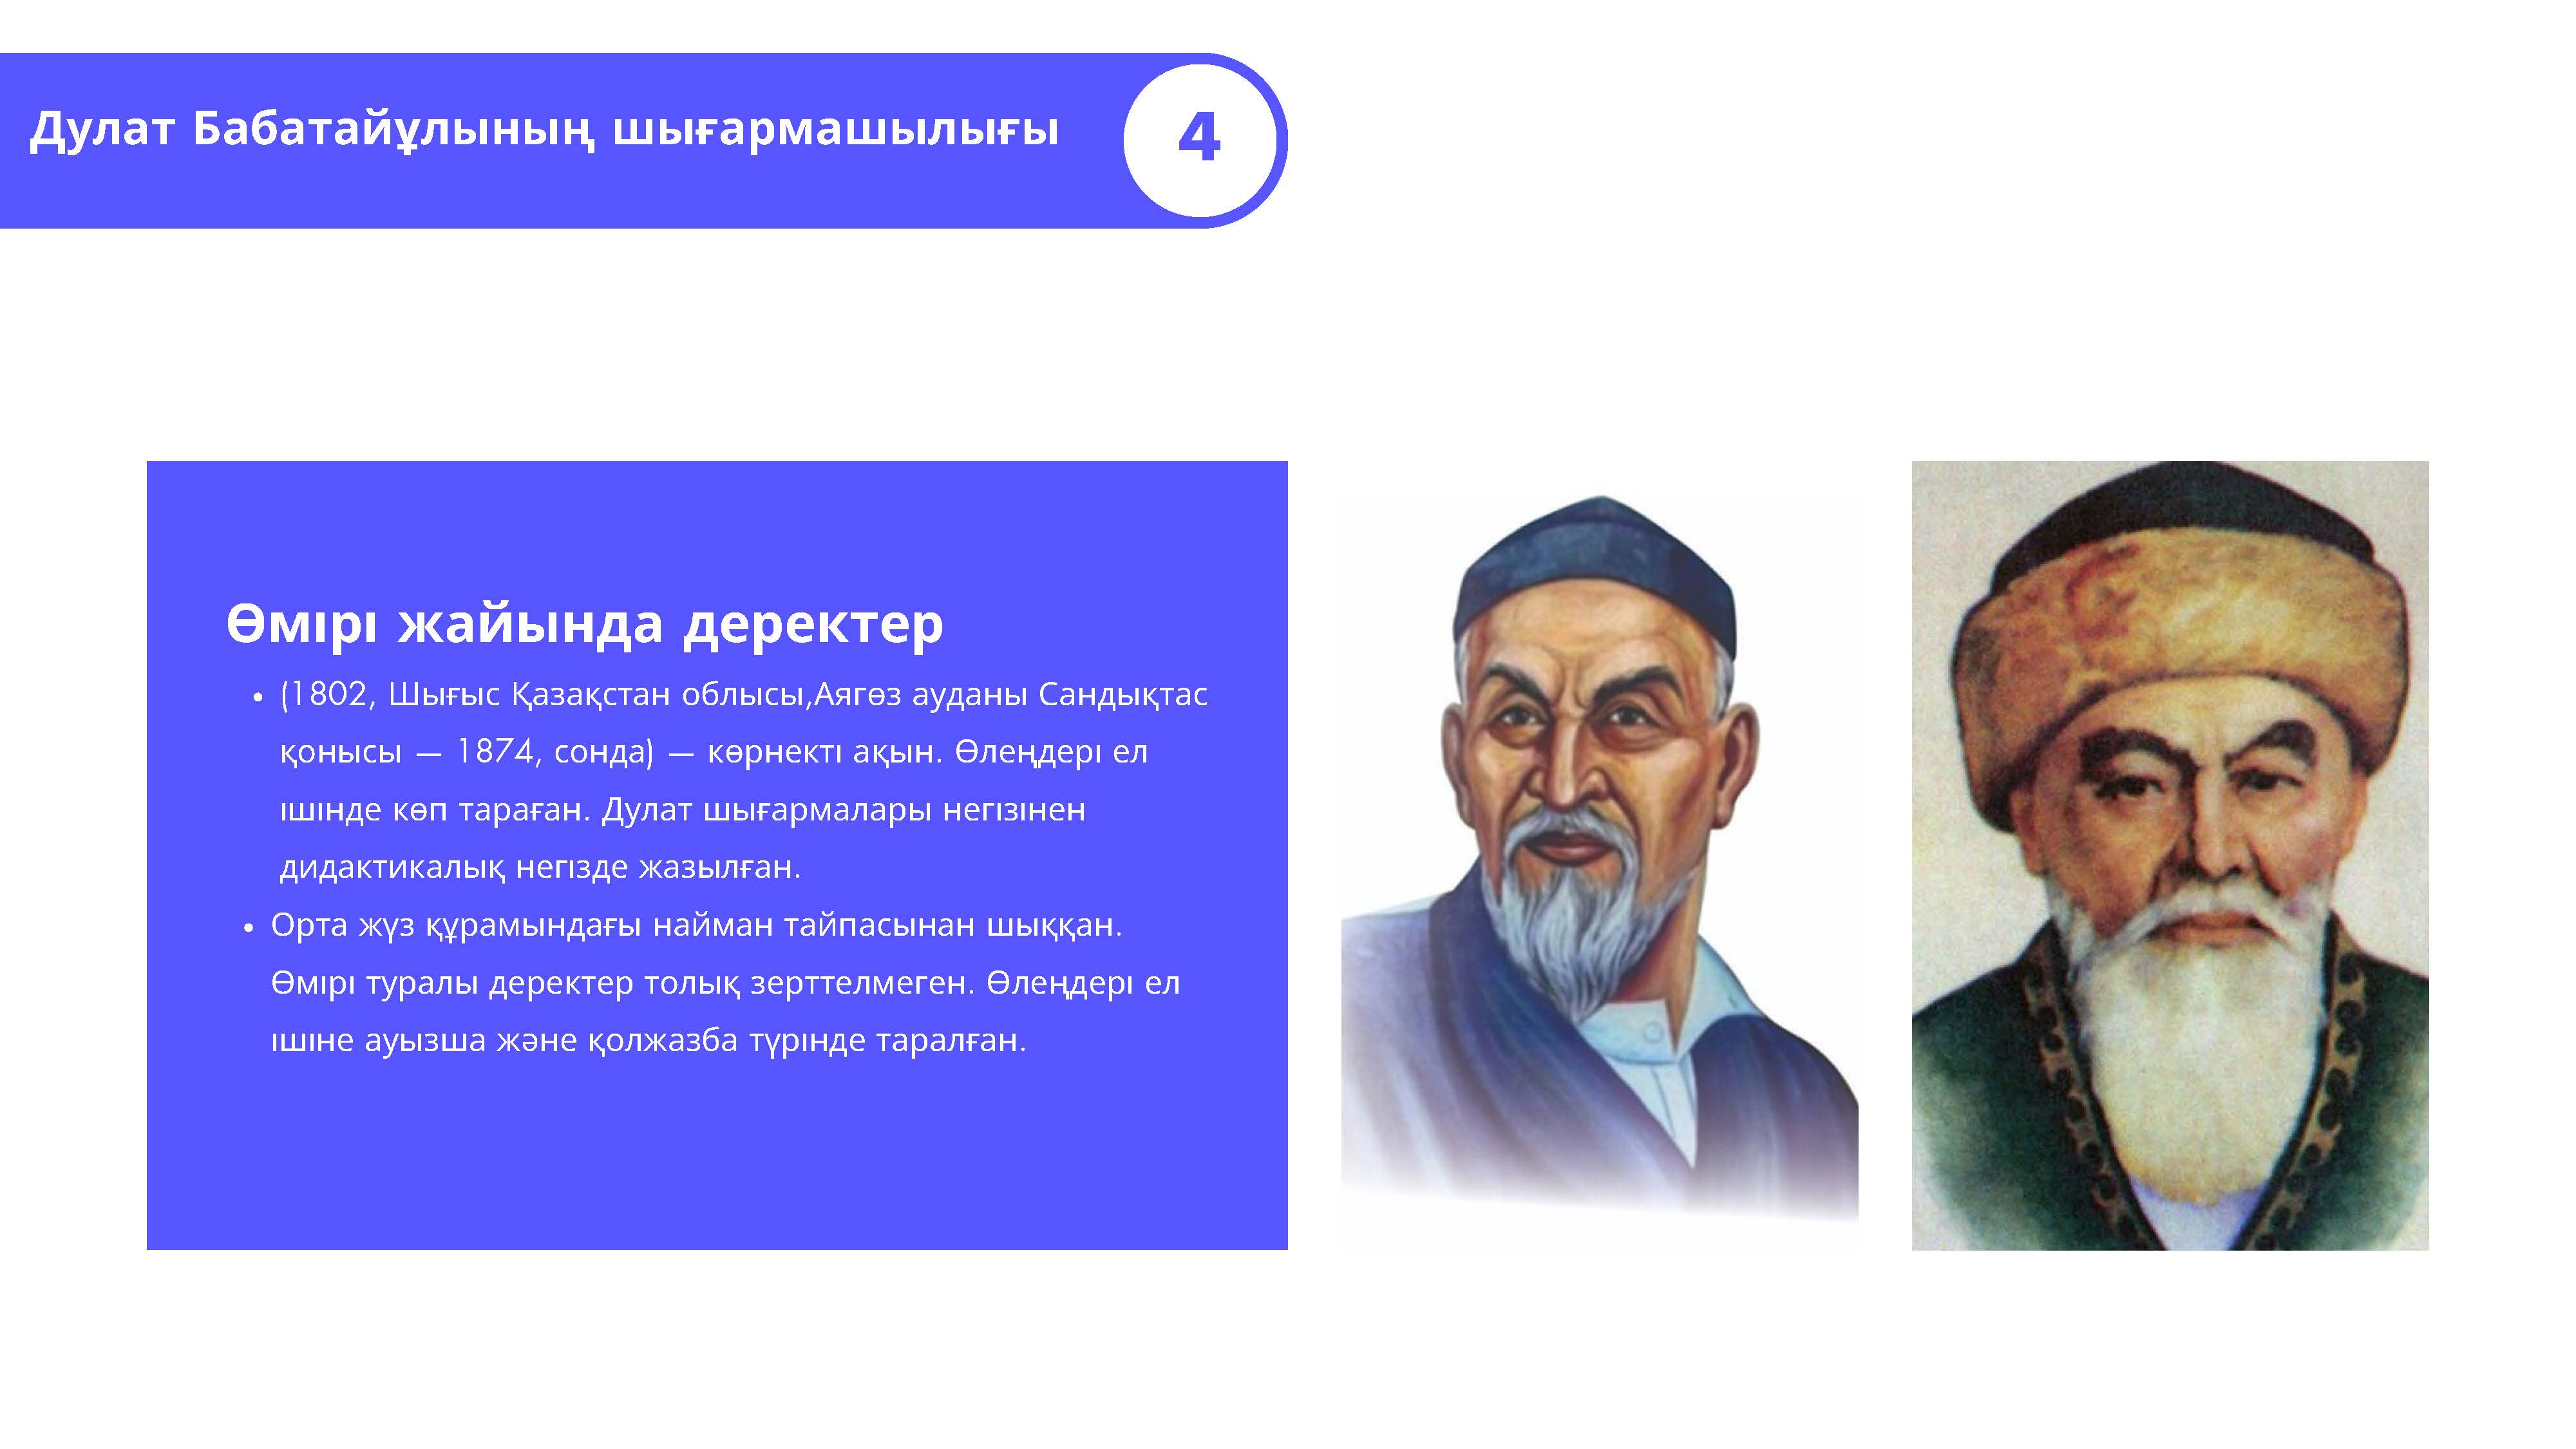 Дулат Бабатайұлының шығармашылығы
4
Өмірі жайында деректер
• (1802, Шығыс Қазақстан облысы,Аягөз ауданы Сандықтас
қонысы — 1874, сонда) — көрнекті ақын. Өлеңдері ел
ішінде көп тараған. Дулат шығармалары негізінен
дидактикалық негізде жазылған.
• Орта жүз құрамындағы найман тайпасынан шыққан.
Өмірі туралы деректер толық зерттелмеген. Өлеңдері ел
ішіне ауызша және қолжазба түрінде таралған.